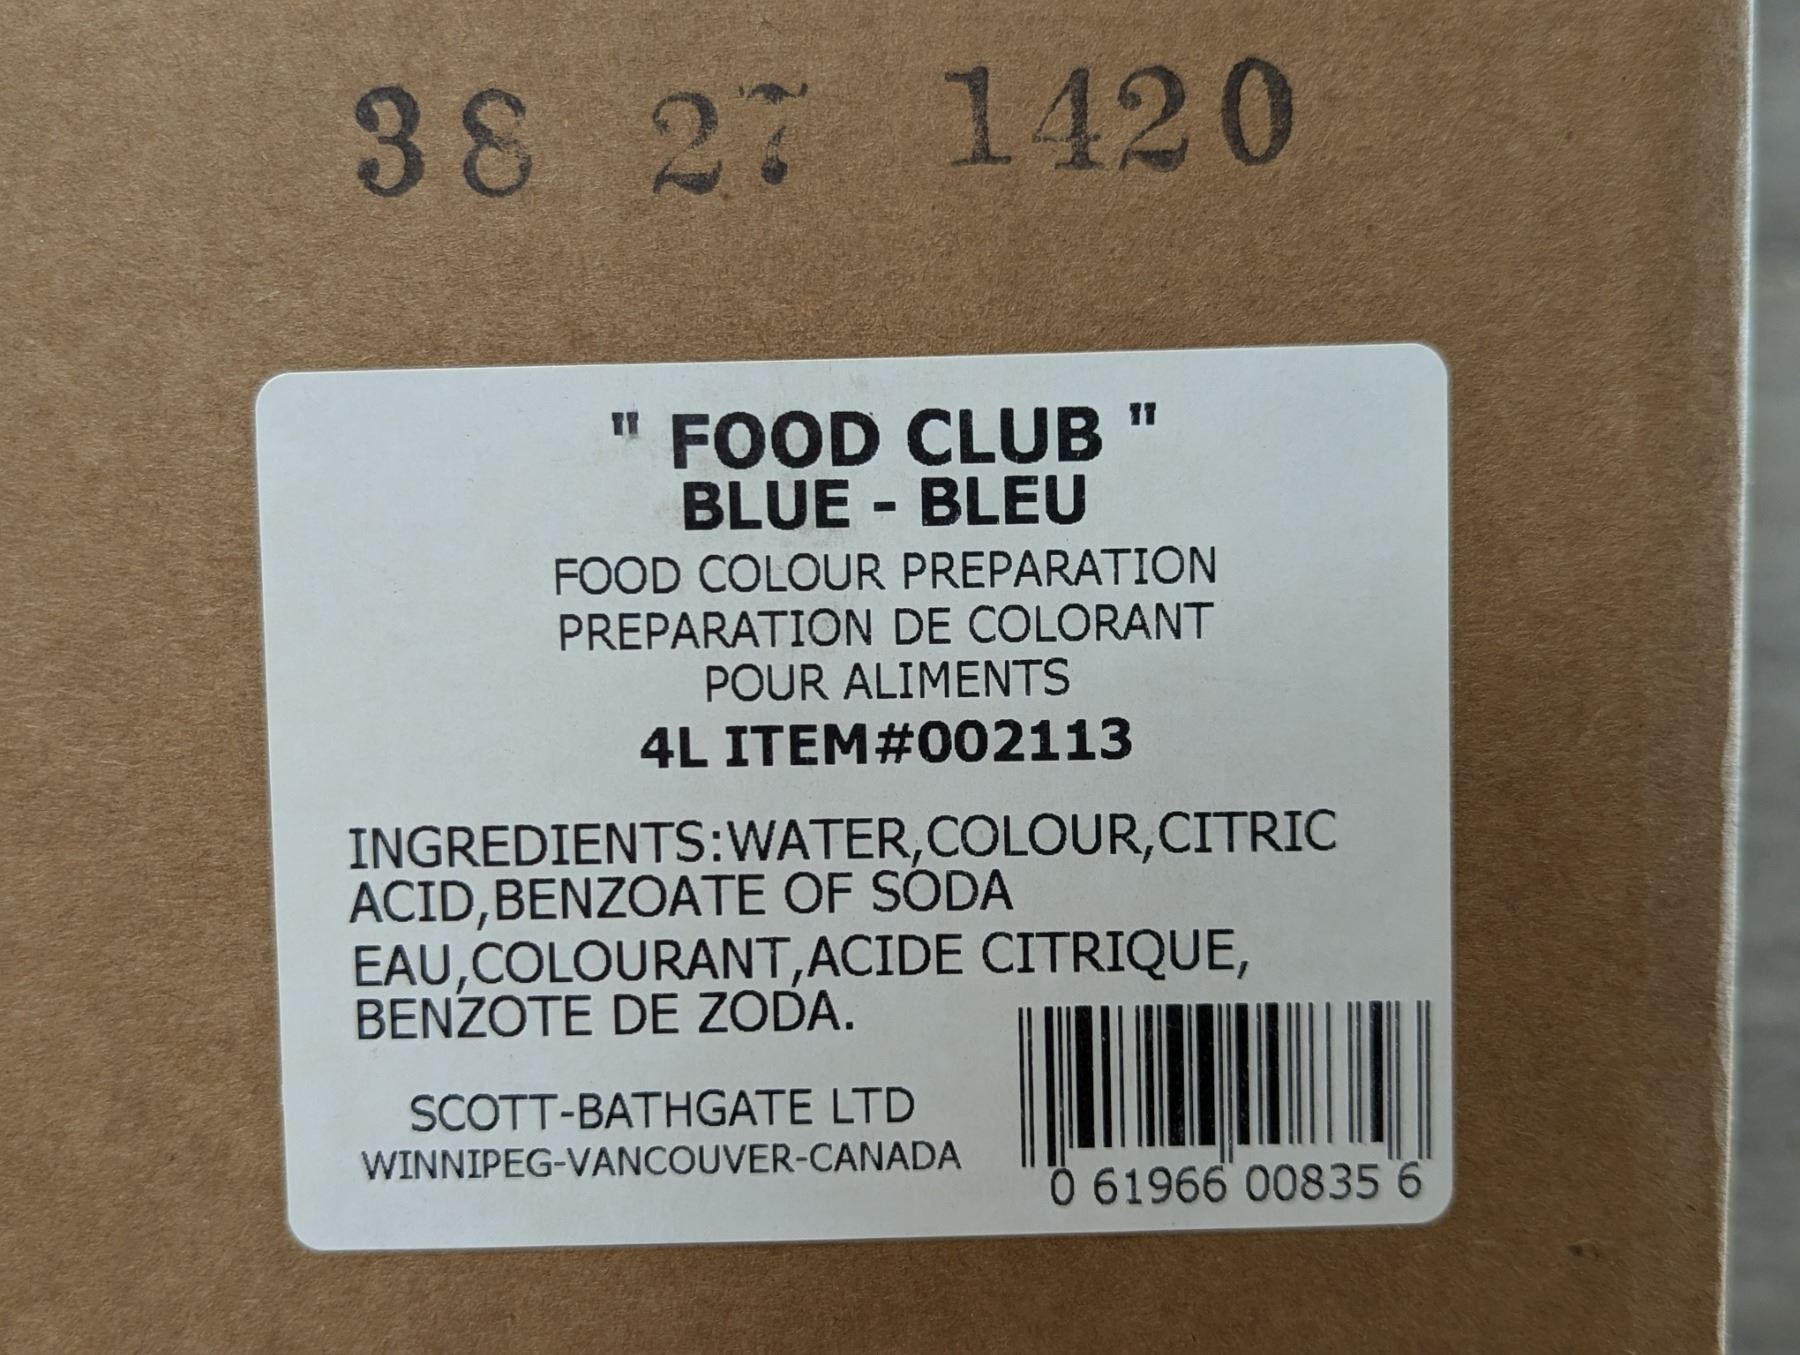 38 27 1420
" FOOD CLUB "
BLUE - BLEU
FOOD COLOUR PREPARATION
PREPARATION DE COLORANT
POUR ALIMENTS
4L ITEM#002113
INGREDIENTS:WATER,COLOUR,CITRIC
ACID,BENZOATE OF SODA
EAU,COLOURANT,ACIDE CITRIQUE,
BENZOTE DE ZODA.
SCOTT-BATHGATE LTD
WINNIPEG-VANCOUVER-CANADA
0 61966 00835 6